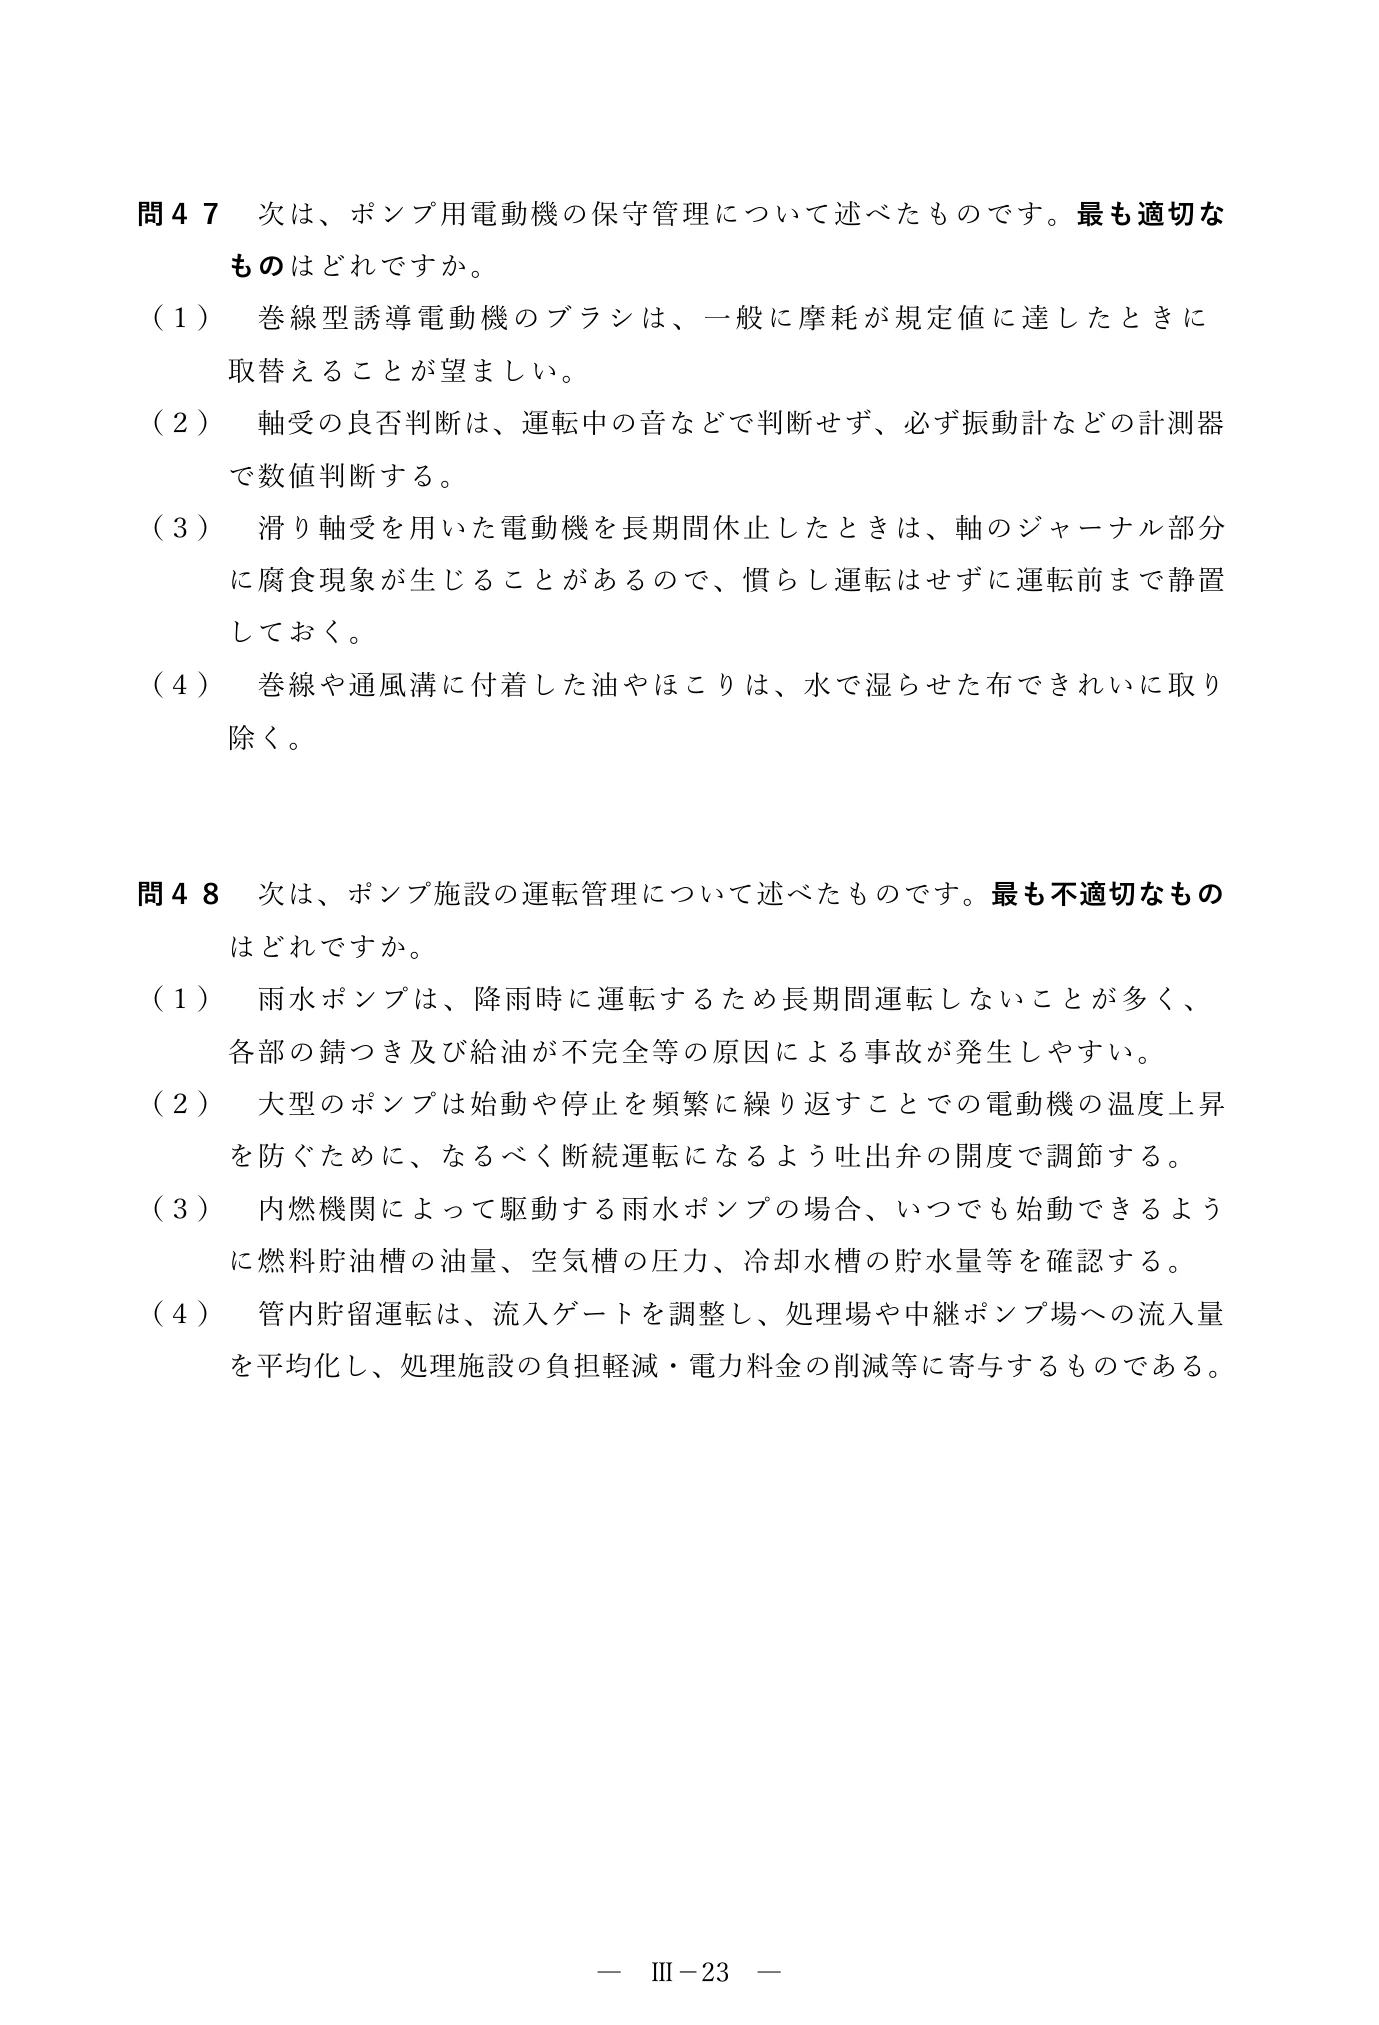 問４７　次は、ポンプ用電動機の保守管理について述べたものです。最も適切な
ものはどれですか。
（１）　巻線型誘導電動機のブラシは、一般に摩耗が規定値に達したときに
取替えることが望ましい。
（２）　軸受の良否判断は、運転中の音などで判断せず、必ず振動計などの計測器
で数値判断する。
（３）　滑り軸受を用いた電動機を長期間休止したときは、軸のジャーナル部分
に腐食現象が生じることがあるので、慣らし運転はせずに運転前まで静置
しておく。
（４）　巻線や通風溝に付着した油やほこりは、水で湿らせた布できれいに取り
除く。
問４８　次は、ポンプ施設の運転管理について述べたものです。最も不適切なもの
はどれですか。
（１）　雨水ポンプは、降雨時に運転するため長期間運転しないことが多く、
各部の錆つき及び給油が不完全等の原因による事故が発生しやすい。
（２）　大型のポンプは始動や停止を頻繁に繰り返すことでの電動機の温度上昇
を防ぐために、なるべく断続運転になるよう吐出弁の開度で調節する。
（３）　内燃機関によって駆動する雨水ポンプの場合、いつでも始動できるよう
に燃料貯油槽の油量、空気槽の圧力、冷却水槽の貯水量等を確認する。
（４）　管内貯留運転は、流入ゲートを調整し、処理場や中継ポンプ場への流入量
を平均化し、処理施設の負担軽減・電力料金の削減等に寄与するものである。
―　Ⅲ－23　―